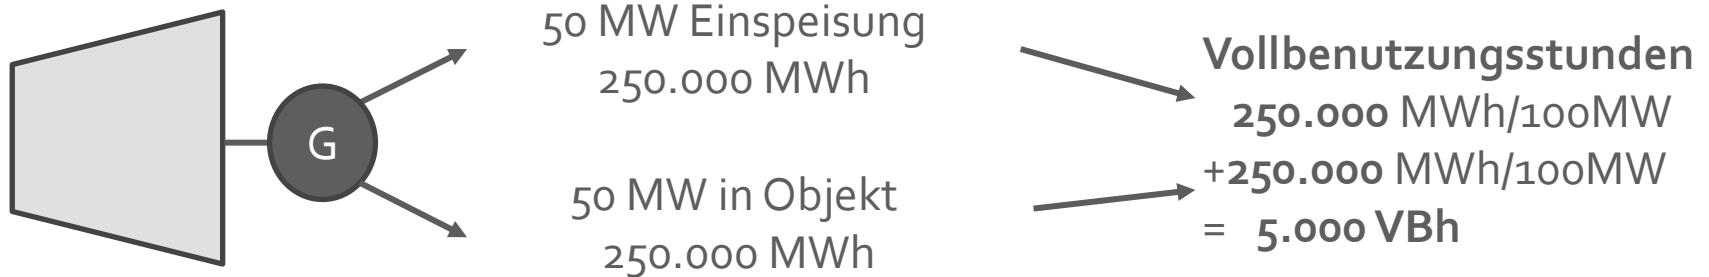 G
50 MW Einspeisung
250.000 MWh
50 MW in Objekt
250.000 MWh
Vollbenutzungsstunden
250.000 MWh/100MW
+250.000 MWh/100MW
= 5.000 VBh